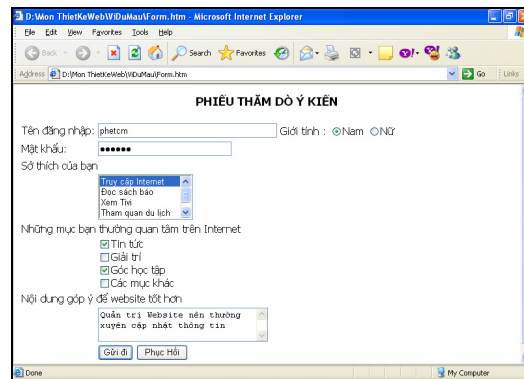 D:\Mon ThietKeWeb\ViDuMau\Form.htm - Microsoft Internet Explorer
File Edit View Favorites Tools Help
Back Search Favorites
Address D:\Mon ThietKeWeb\ViDuMau\Form.htm Go Links
PHIẾU THĂM DÒ Ý KIẾN
Tên đăng nhập: phetcm Giới tính : Nam Nữ
Mật khẩu: ●●●●●●
Sở thích của bạn
Truy cập Internet
Đọc sách báo
Xem Tivi
Tham quan du lịch
Những mục bạn thường quan tâm trên Internet
Tin tức
Giải trí
Góc học tập
Các mục khác
Nội dung góp ý để website tốt hơn
Quản trị Website nên thường
xuyên cập nhật thông tin
Gửi đi Phục Hồi
Done My Computer